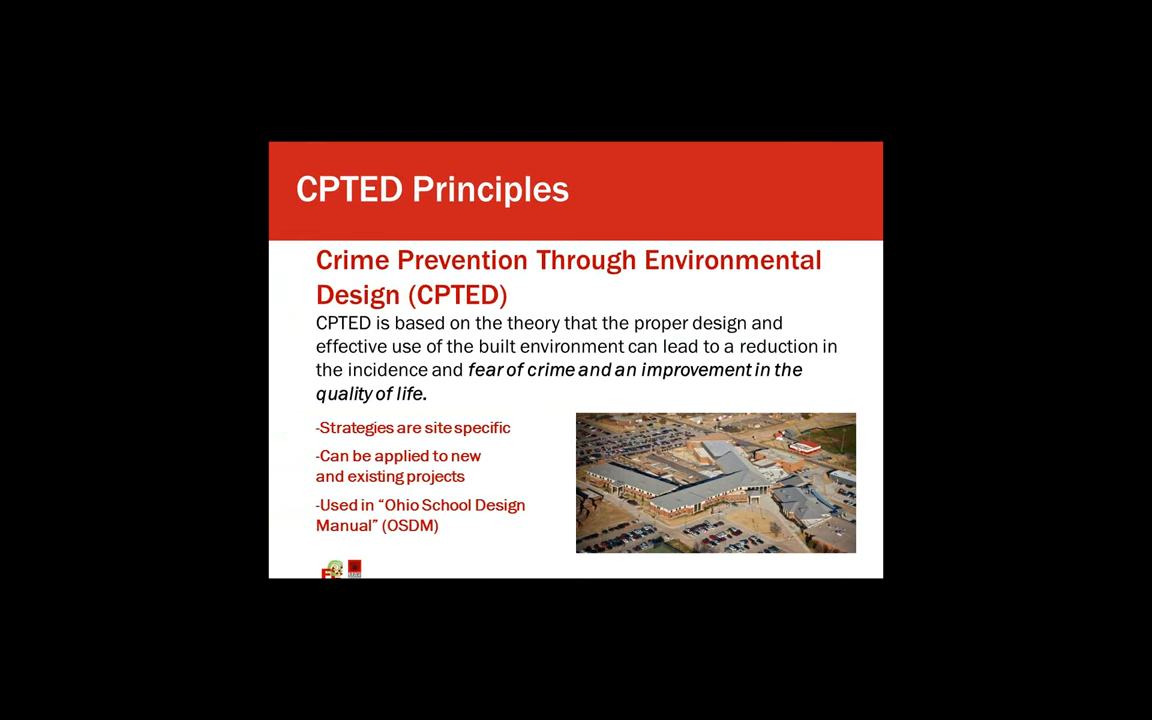 CPTED Principles
Crime Prevention Through Environmental
Design (CPTED)
CPTED is based on the theory that the proper design and
effective use of the built environment can lead to a reduction in
the incidence and fear of crime and an improvement in the
quality of life.
-Strategies are site specific
-Can be applied to new
and existing projects
-Used in “Ohio School Design
Manual” (OSDM)